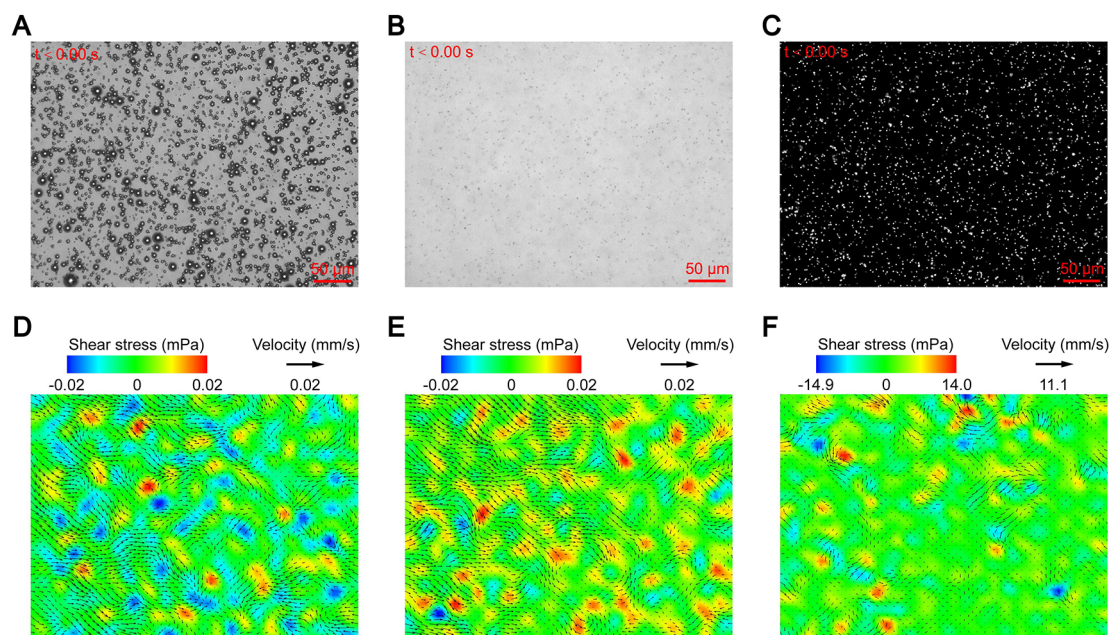 A
B
C
t < 0.00 s
t < 0.00 s
t < 0.00 s
50 µm
50 µm
50 µm
D
E
F
Shear stress (mPa)
Velocity (mm/s)
-0.02 0 0.02
0.02
Shear stress (mPa)
Velocity (mm/s)
-0.02 0 0.02
0.02
Shear stress (mPa)
Velocity (mm/s)
-14.9 0 14.0
11.1